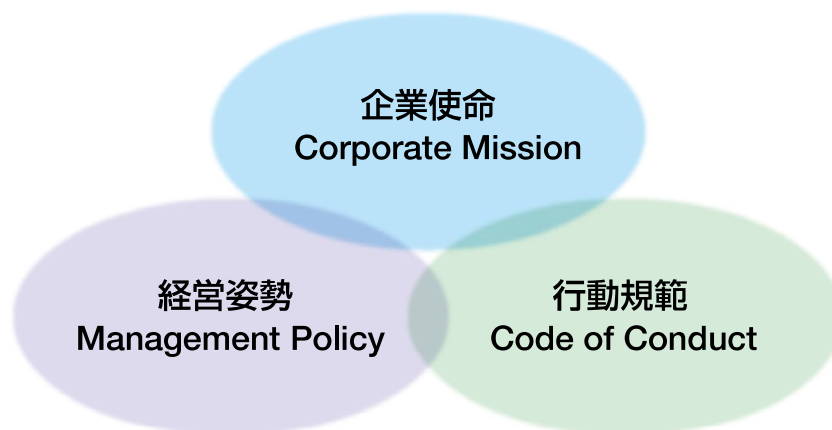 企業使命
Corporate Mission
経営姿勢
Management Policy
行動規範
Code of Conduct